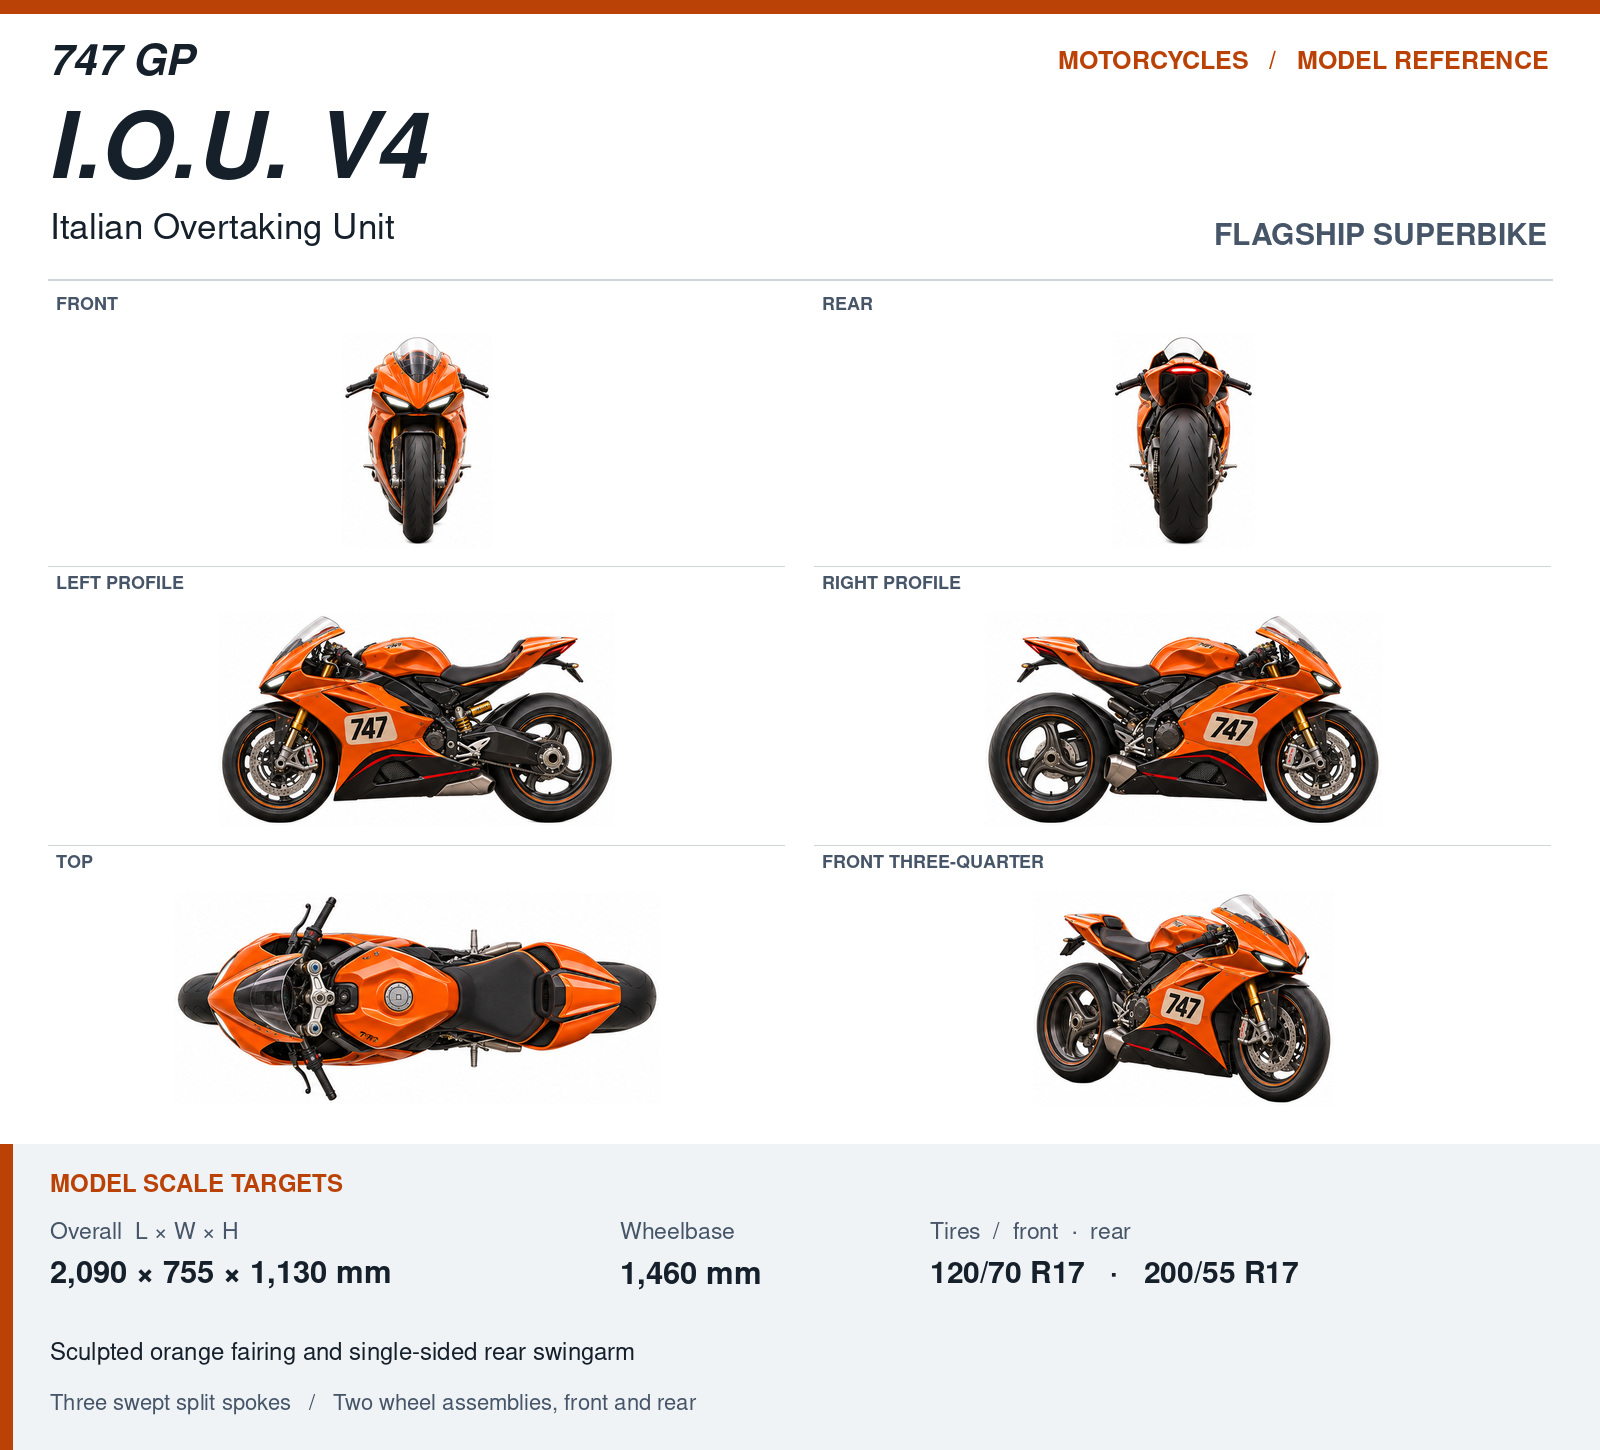 747 GP
MOTORCYCLES / MODEL REFERENCE
I.O.U. V4
Italian Overtaking Unit
FLAGSHIP SUPERBIKE
FRONT
REAR
LEFT PROFILE
RIGHT PROFILE
747
747
TOP
FRONT THREE-QUARTER
747
MODEL SCALE TARGETS
Overall L × W × H
2,090 × 755 × 1,130 mm
Wheelbase
1,460 mm
Tires / front · rear
120/70 R17 · 200/55 R17
Sculpted orange fairing and single-sided rear swingarm
Three swept split spokes / Two wheel assemblies, front and rear